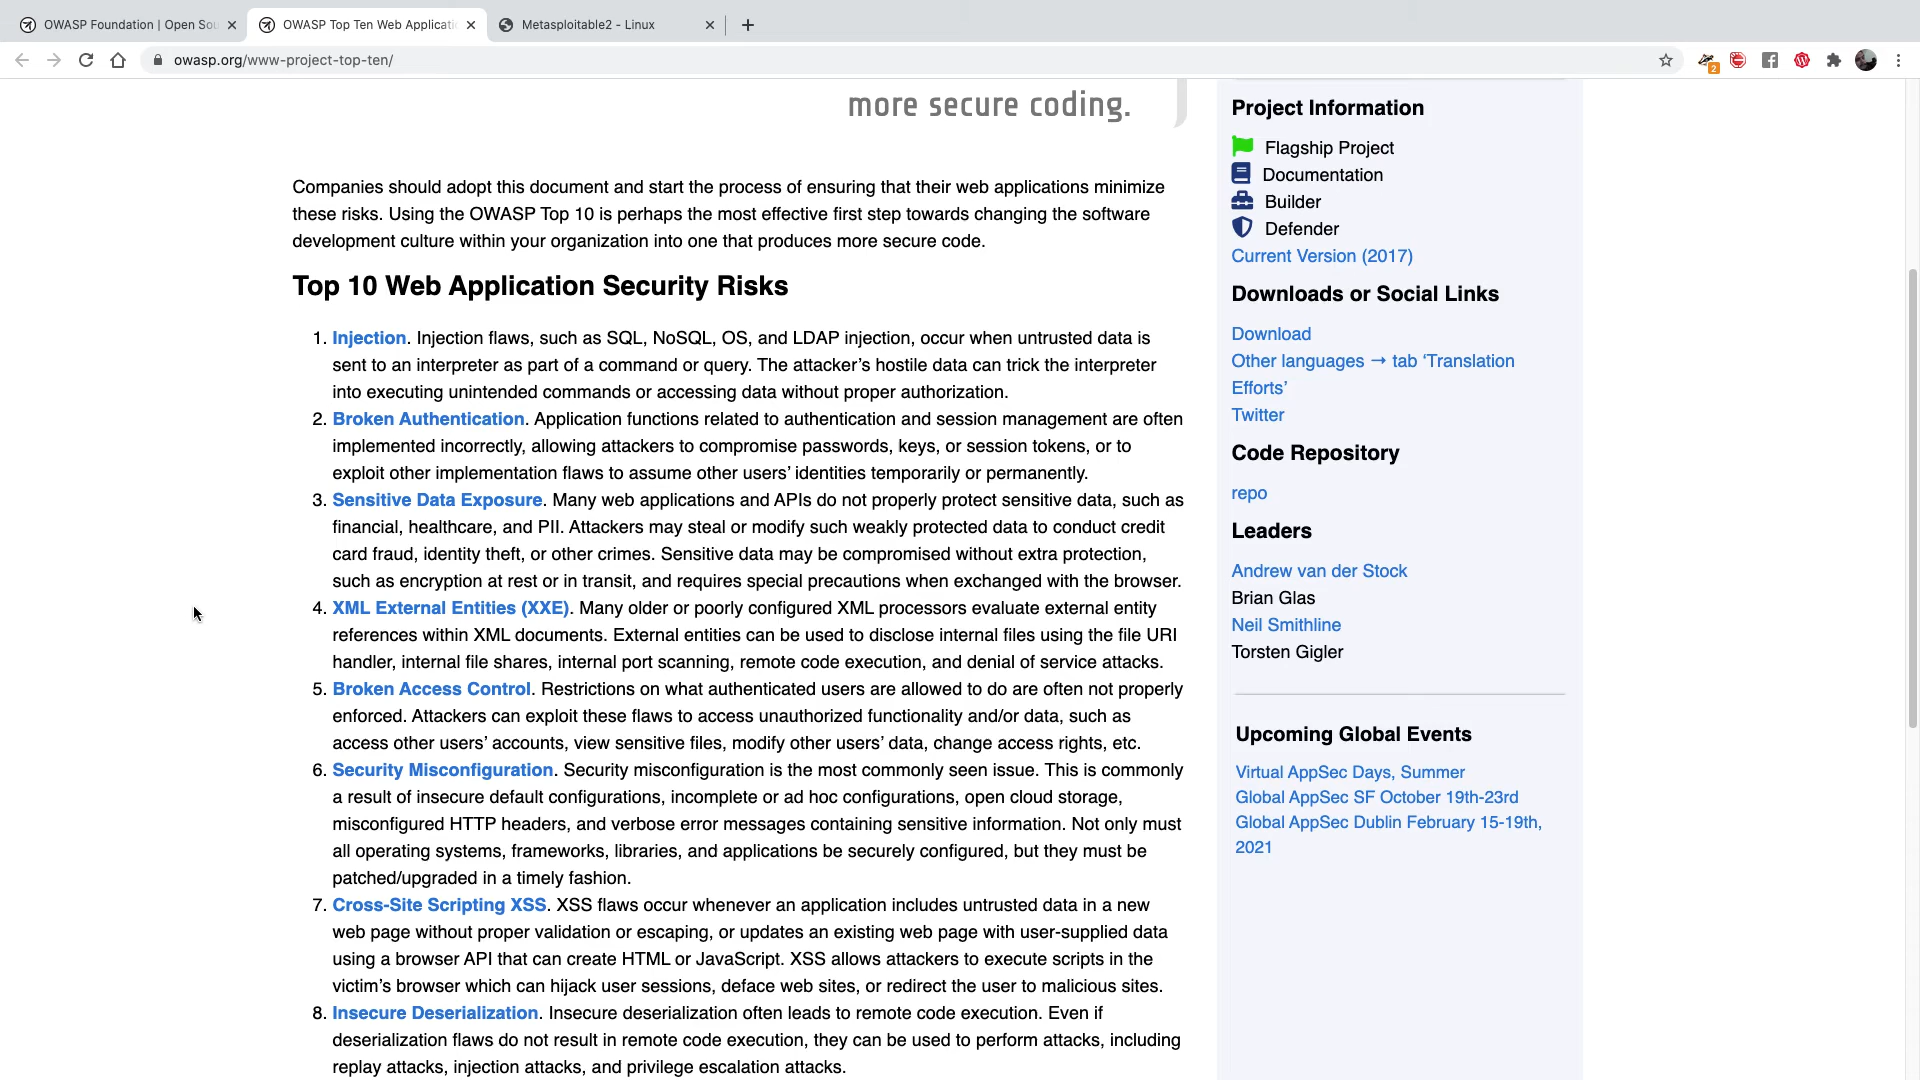 OWASP Foundation | Open Sou
OWASP Top Ten Web Applicati
Metasploitable2 - Linux
owasp.org/www-project-top-ten/
2
more secure coding.
Companies should adopt this document and start the process of ensuring that their web applications minimize
these risks. Using the OWASP Top 10 is perhaps the most effective first step towards changing the software
development culture within your organization into one that produces more secure code.
Top 10 Web Application Security Risks
1. Injection. Injection flaws, such as SQL, NoSQL, OS, and LDAP injection, occur when untrusted data is
sent to an interpreter as part of a command or query. The attacker’s hostile data can trick the interpreter
into executing unintended commands or accessing data without proper authorization.
2. Broken Authentication. Application functions related to authentication and session management are often
implemented incorrectly, allowing attackers to compromise passwords, keys, or session tokens, or to
exploit other implementation flaws to assume other users’ identities temporarily or permanently.
3. Sensitive Data Exposure. Many web applications and APIs do not properly protect sensitive data, such as
financial, healthcare, and PII. Attackers may steal or modify such weakly protected data to conduct credit
card fraud, identity theft, or other crimes. Sensitive data may be compromised without extra protection,
such as encryption at rest or in transit, and requires special precautions when exchanged with the browser.
4. XML External Entities (XXE). Many older or poorly configured XML processors evaluate external entity
references within XML documents. External entities can be used to disclose internal files using the file URI
handler, internal file shares, internal port scanning, remote code execution, and denial of service attacks.
5. Broken Access Control. Restrictions on what authenticated users are allowed to do are often not properly
enforced. Attackers can exploit these flaws to access unauthorized functionality and/or data, such as
access other users’ accounts, view sensitive files, modify other users’ data, change access rights, etc.
6. Security Misconfiguration. Security misconfiguration is the most commonly seen issue. This is commonly
a result of insecure default configurations, incomplete or ad hoc configurations, open cloud storage,
misconfigured HTTP headers, and verbose error messages containing sensitive information. Not only must
all operating systems, frameworks, libraries, and applications be securely configured, but they must be
patched/upgraded in a timely fashion.
7. Cross-Site Scripting XSS. XSS flaws occur whenever an application includes untrusted data in a new
web page without proper validation or escaping, or updates an existing web page with user-supplied data
using a browser API that can create HTML or JavaScript. XSS allows attackers to execute scripts in the
victim’s browser which can hijack user sessions, deface web sites, or redirect the user to malicious sites.
8. Insecure Deserialization. Insecure deserialization often leads to remote code execution. Even if
deserialization flaws do not result in remote code execution, they can be used to perform attacks, including
replay attacks, injection attacks, and privilege escalation attacks.
Project Information
Flagship Project
Documentation
Builder
Defender
Current Version (2017)
Downloads or Social Links
Download
Other languages → tab ‘Translation
Efforts’
Twitter
Code Repository
repo
Leaders
Andrew van der Stock
Brian Glas
Neil Smithline
Torsten Gigler
Upcoming Global Events
Virtual AppSec Days, Summer
Global AppSec SF October 19th-23rd
Global AppSec Dublin February 15-19th,
2021